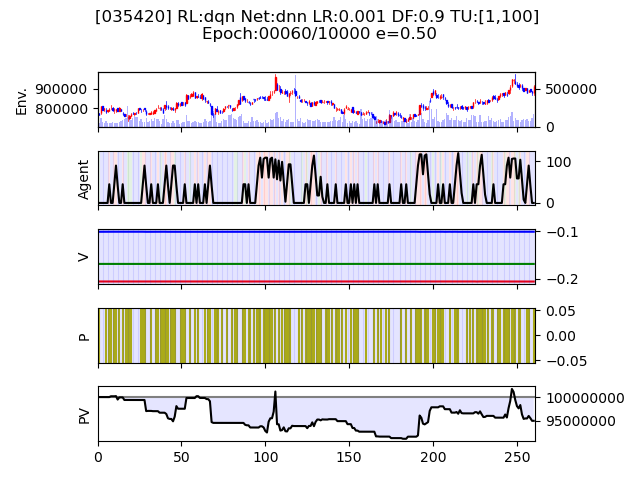 [035420] RL:dqn Net:dnn LR:0.001 DF:0.9 TU:[1,100]
Epoch:00060/10000 e=0.50
Env.
900000
800000
500000
0
Agent
100
0
V
−0.1
−0.2
P
0.05
0.00
−0.05
PV
100000000
95000000
0 50 100 150 200 250